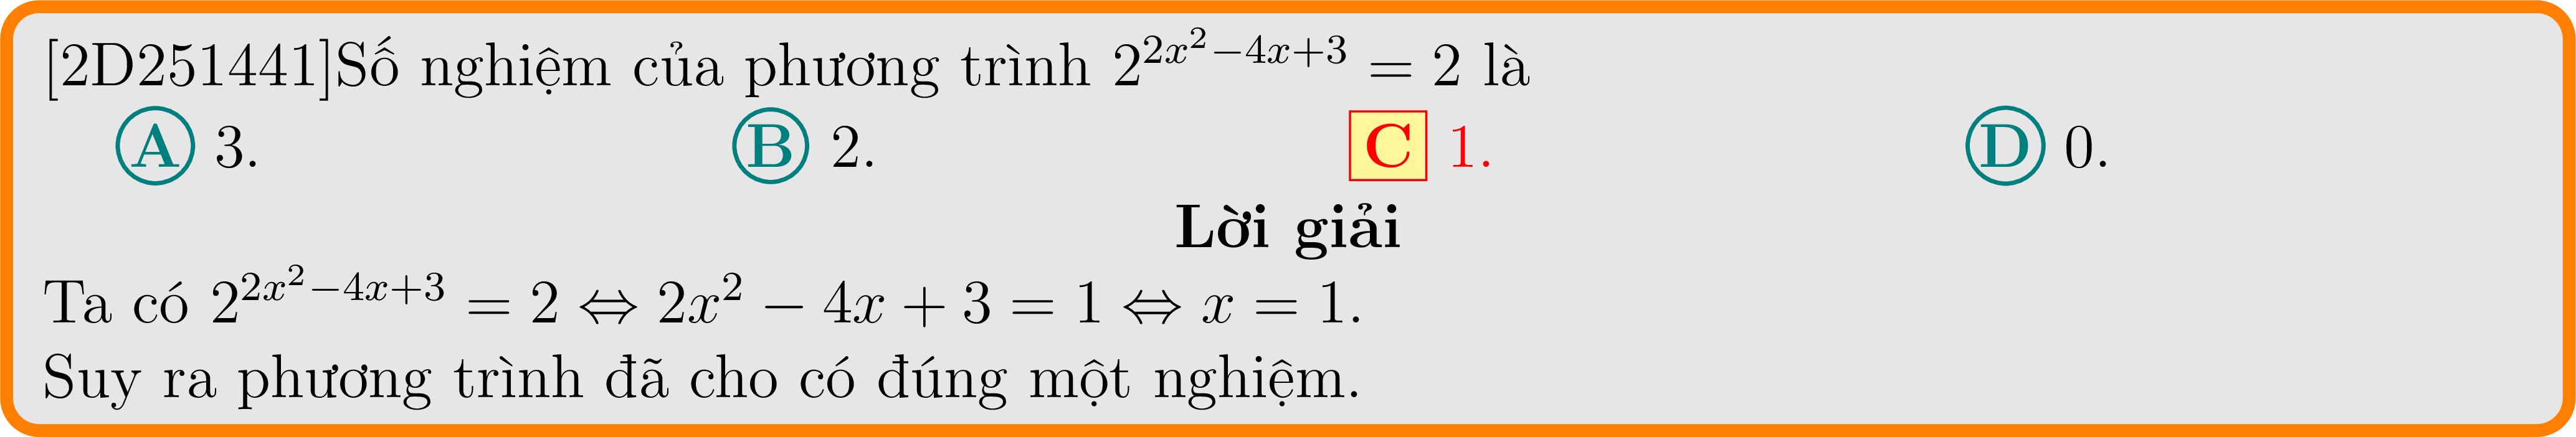 [2D251441]Số nghiệm của phương trình $2^{2x^2-4x+3} = 2$ là
A 3. B 2. C 1. D 0.
Lời giải
Ta có $2^{2x^2-4x+3} = 2 \Leftrightarrow 2x^2 - 4x + 3 = 1 \Leftrightarrow x = 1.$
Suy ra phương trình đã cho có đúng một nghiệm.